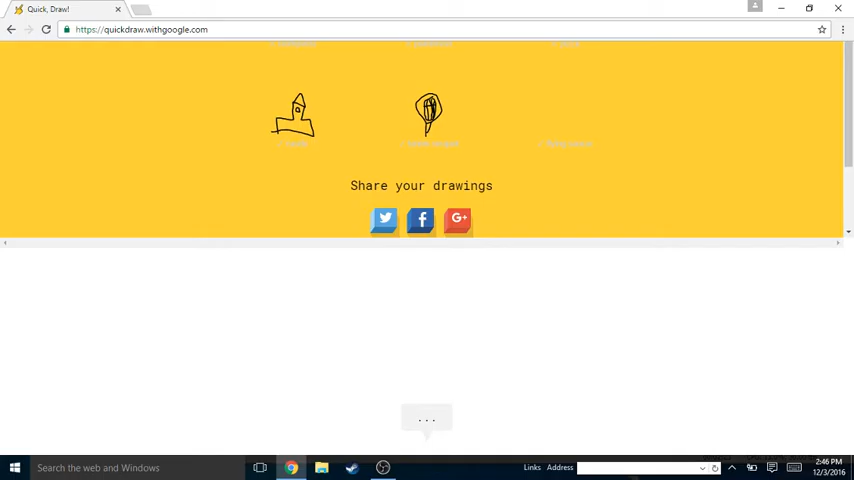 Quick, Draw!
https://quickdraw.withgoogle.com
Share your drawings
G+
...
Search the web and Windows
Links
Address
2:46 PM
12/3/2016